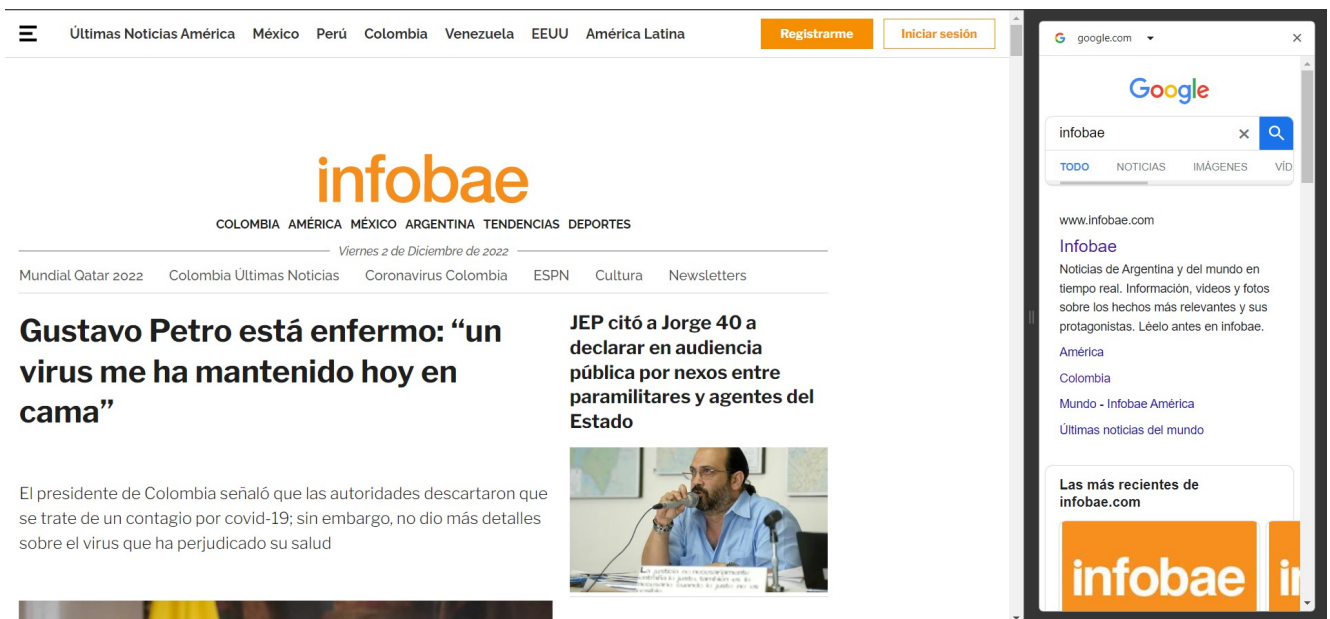 Últimas Noticias América México Perú Colombia Venezuela EEUU América Latina Registrarme Iniciar sesión
infobae
COLOMBIA AMÉRICA MÉXICO ARGENTINA TENDENCIAS DEPORTES
Viernes 2 de Diciembre de 2022
Mundial Qatar 2022 Colombia Últimas Noticias Coronavirus Colombia ESPN Cultura Newsletters
Gustavo Petro está enfermo: “un
virus me ha mantenido hoy en
cama”
El presidente de Colombia señaló que las autoridades descartaron que
se trate de un contagio por covid-19; sin embargo, no dio más detalles
sobre el virus que ha perjudicado su salud
JEP citó a Jorge 40 a
declarar en audiencia
pública por nexos entre
paramilitares y agentes del
Estado
google.com
Google
infobae
TODO NOTICIAS IMÁGENES VÍD
www.infobae.com
Infobae
Noticias de Argentina y del mundo en
tiempo real. Información, videos y fotos
sobre los hechos más relevantes y sus
protagonistas. Léelo antes en infobae.
América
Colombia
Mundo - Infobae América
Últimas noticias del mundo
Las más recientes de
infobae.com
infobae